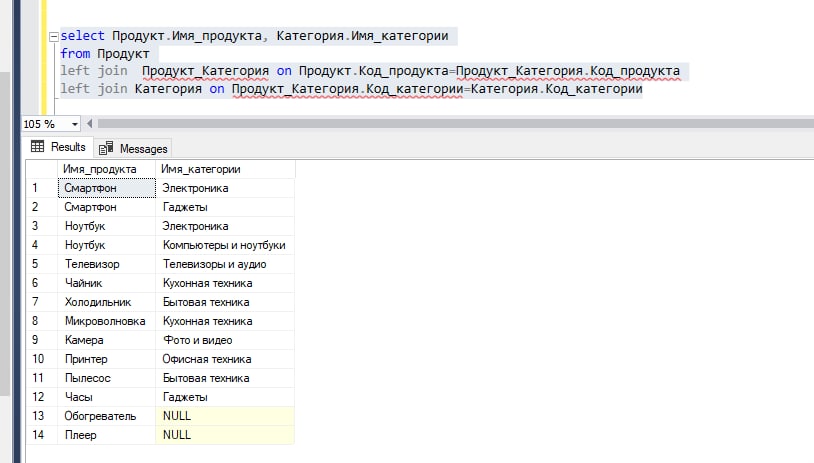 select Продукт.Имя_продукта, Категория.Имя_категории
from Продукт
left join Продукт_Категория on Продукт.Код_продукта=Продукт_Категория.Код_продукта
left join Категория on Продукт_Категория.Код_категории=Категория.Код_категории
105 %
Results Messages
Имя_продукта Имя_категории
1 Смартфон Электроника
2 Смартфон Гаджеты
3 Ноутбук Электроника
4 Ноутбук Компьютеры и ноутбуки
5 Телевизор Телевизоры и аудио
6 Чайник Кухонная техника
7 Холодильник Бытовая техника
8 Микроволновка Кухонная техника
9 Камера Фото и видео
10 Принтер Офисная техника
11 Пылесос Бытовая техника
12 Часы Гаджеты
13 Обогреватель NULL
14 Плеер NULL